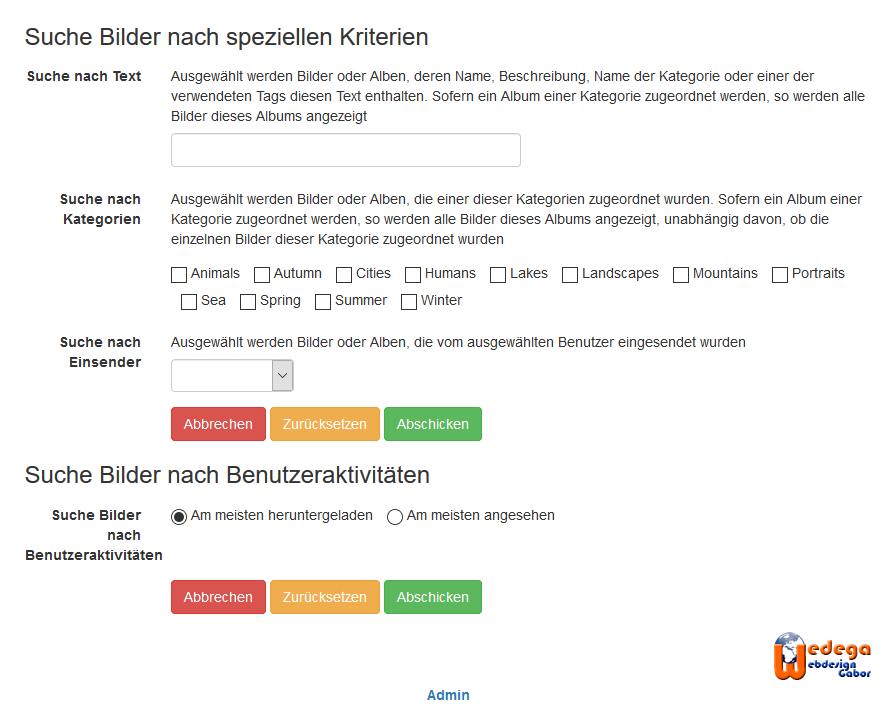 Suche Bilder nach speziellen Kriterien
Suche nach Text
Ausgewählt werden Bilder oder Alben, deren Name, Beschreibung, Name der Kategorie oder einer der
verwendeten Tags diesen Text enthalten. Sofern ein Album einer Kategorie zugeordnet werden, so werden alle
Bilder dieses Albums angezeigt
Suche nach
Kategorien
Ausgewählt werden Bilder oder Alben, die einer dieser Kategorien zugeordnet wurden. Sofern ein Album einer
Kategorie zugeordnet werden, so werden alle Bilder dieses Albums angezeigt, unabhängig davon, ob die
einzelnen Bilder dieser Kategorie zugeordnet wurden
Animals Autumn Cities Humans Lakes Landscapes Mountains Portraits
Sea Spring Summer Winter
Suche nach
Einsender
Ausgewählt werden Bilder oder Alben, die vom ausgewählten Benutzer eingesendet wurden
Abbrechen Zurücksetzen Abschicken
Suche Bilder nach Benutzeraktivitäten
Suche Bilder
nach
Benutzeraktivitäten
Am meisten heruntergeladen Am meisten angesehen
Abbrechen Zurücksetzen Abschicken
Wedega
Webdesign
Gabor
Admin